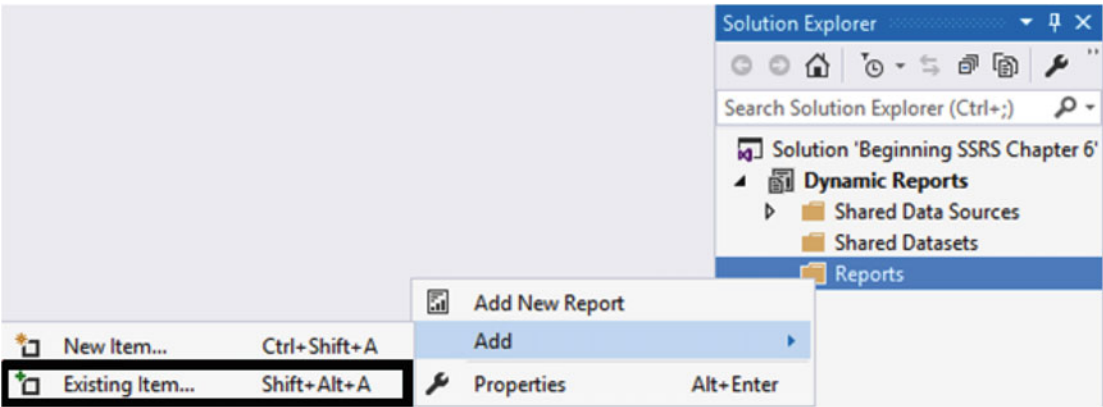 Solution Explorer
Search Solution Explorer (Ctrl+;)
Solution 'Beginning SSRS Chapter 6'
Dynamic Reports
Shared Data Sources
Shared Datasets
Reports
Add New Report
Add
Properties Alt+Enter
New Item... Ctrl+Shift+A
Existing Item... Shift+Alt+A